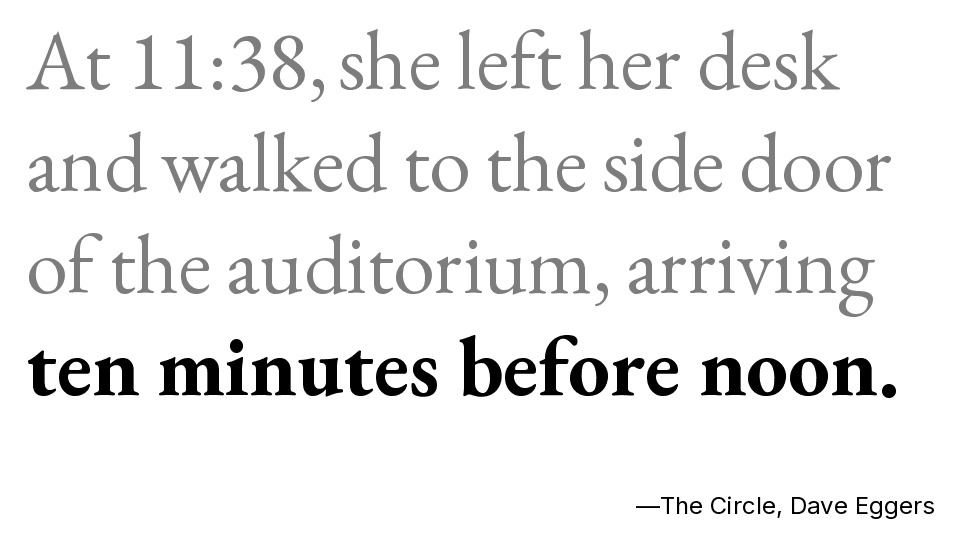 At 11:38, she left her desk
and walked to the side door
of the auditorium, arriving
ten minutes before noon.
—The Circle, Dave Eggers